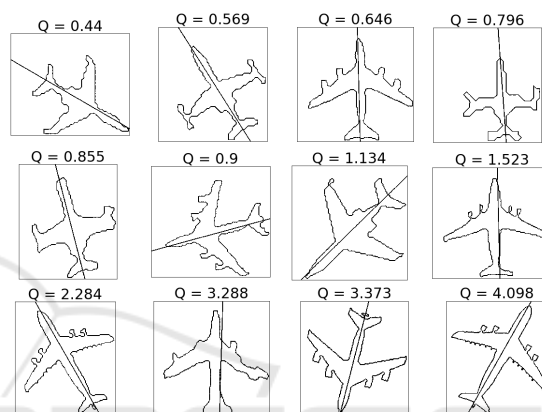 Q = 0.44 Q = 0.569 Q = 0.646 Q = 0.796
Q = 0.855 Q = 0.9 Q = 1.134 Q = 1.523
Q = 2.284 Q = 3.288 Q = 3.373 Q = 4.098